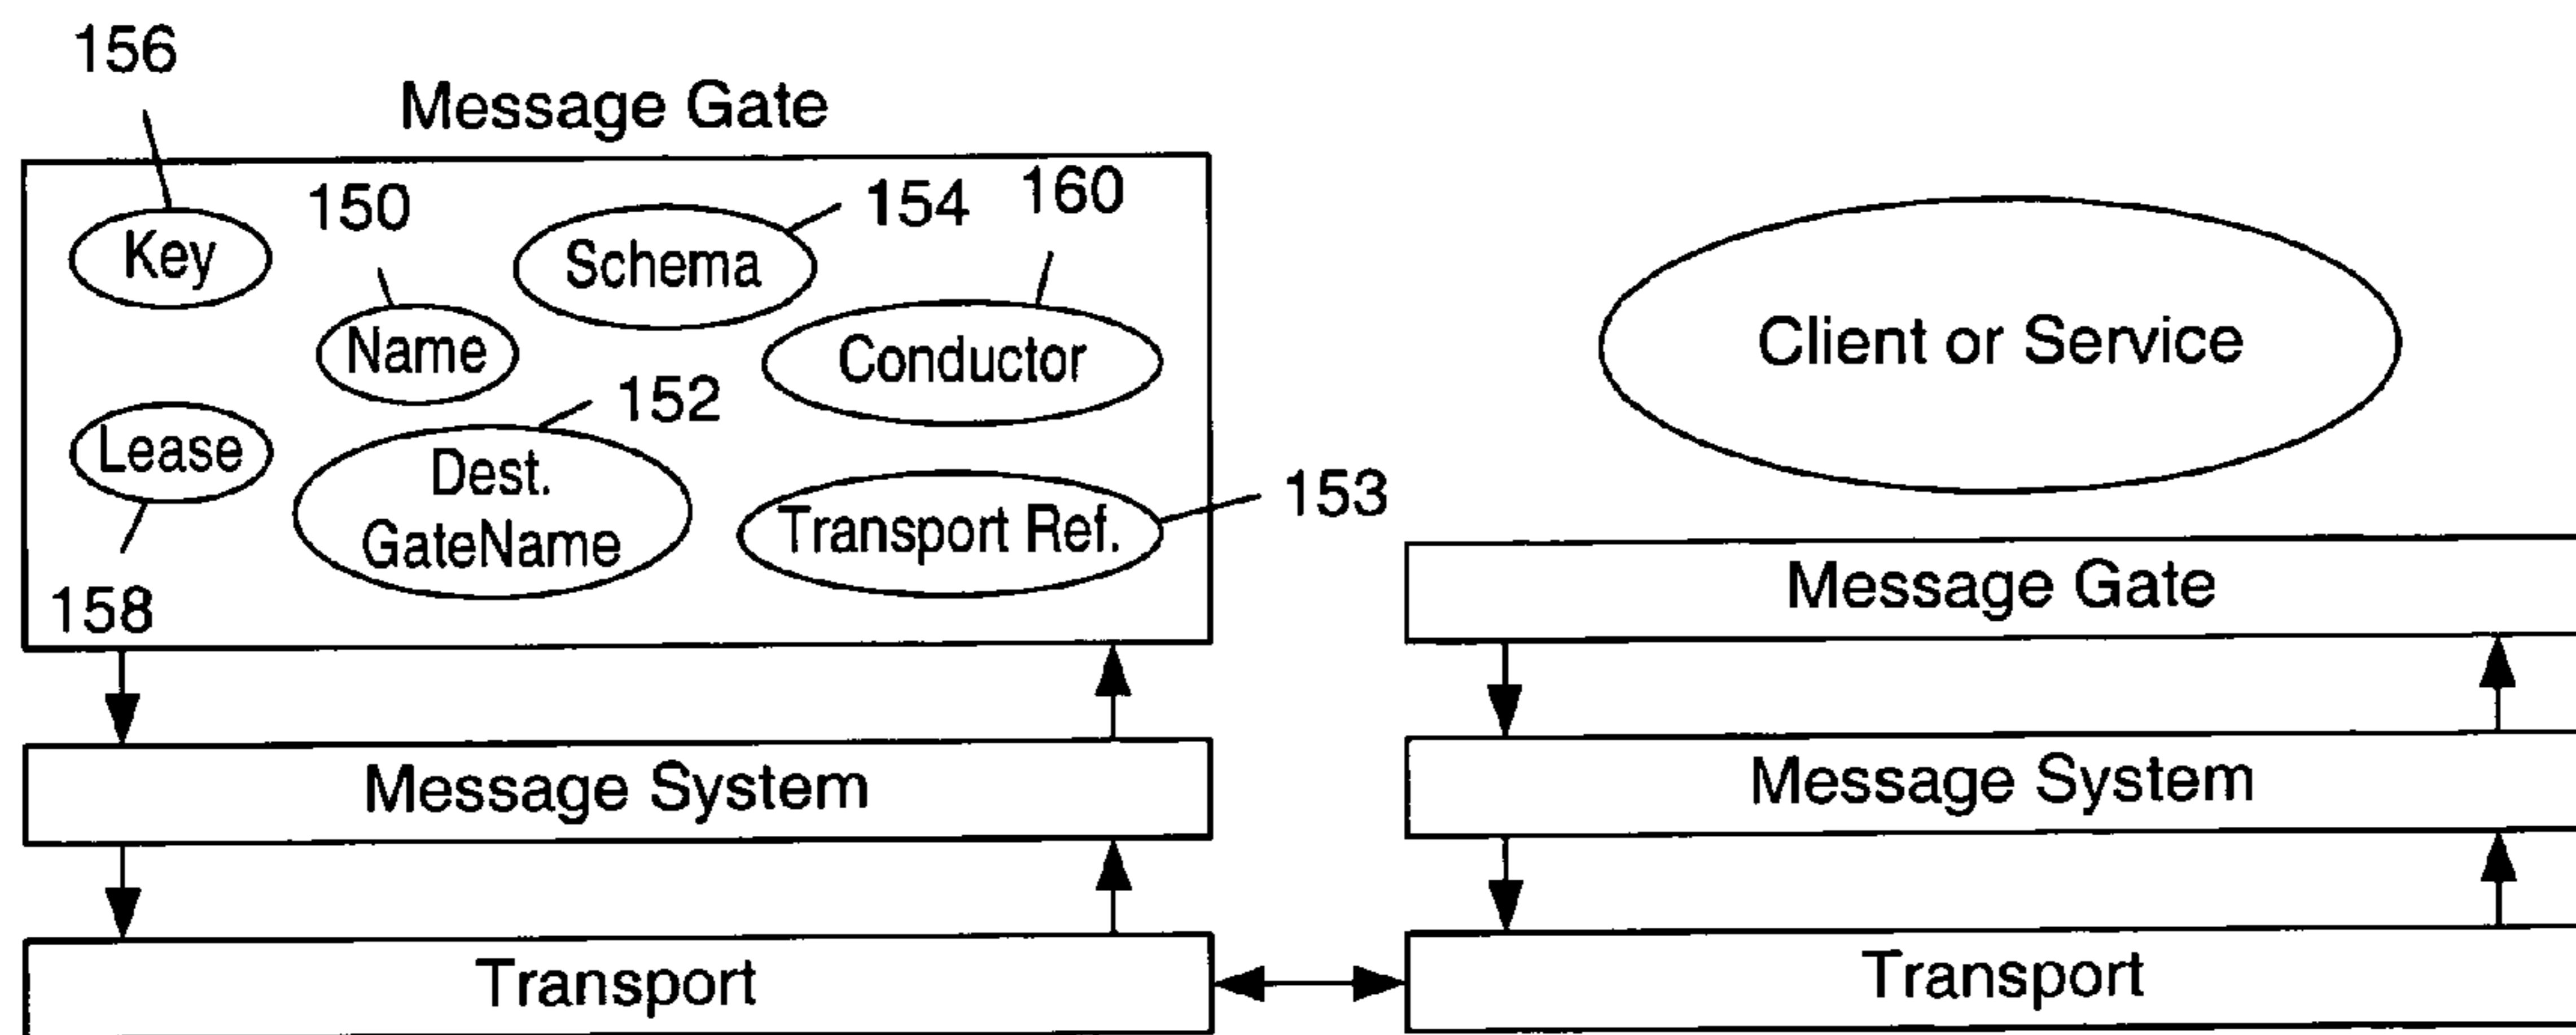 156
Message Gate
150
154
160
Key
Schema
Name
Conductor
Client or Service
152
Lease
Dest.
GateName
Transport Ref.
153
158
Message Gate
Message System
Message System
Transport
Transport